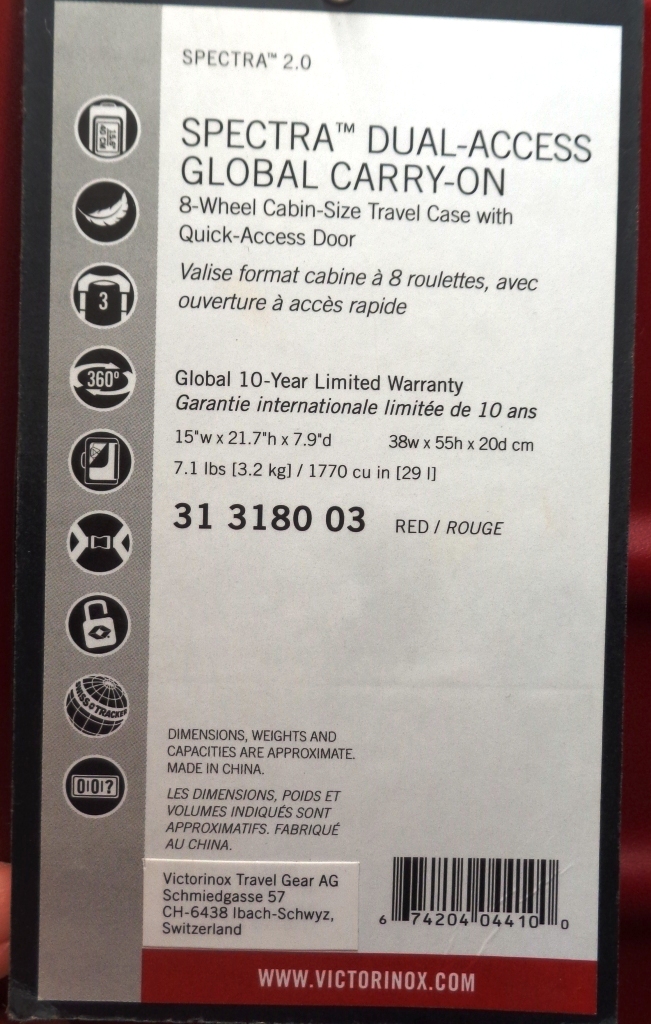 SPECTRA™ 2.0
SPECTRA™ DUAL-ACCESS
GLOBAL CARRY-ON
8-Wheel Cabin-Size Travel Case with
Quick-Access Door
Valise format cabine à 8 roulettes, avec
ouverture à accès rapide
Global 10-Year Limited Warranty
Garantie internationale limitée de 10 ans
15"w x 21.7"h x 7.9"d 38w x 55h x 20d cm
7.1 lbs [3.2 kg] / 1770 cu in [29 l]
31 3180 03 RED / ROUGE
3
360°
SWISS TRACKER
0101?
DIMENSIONS, WEIGHTS AND
CAPACITIES ARE APPROXIMATE.
MADE IN CHINA.
LES DIMENSIONS, POIDS ET
VOLUMES INDIQUÉS SONT
APPROXIMATIFS. FABRIQUÉ
AU CHINA.
Victorinox Travel Gear AG
Schmiedgasse 57
CH-6438 Ibach-Schwyz,
Switzerland
6 74204 04410 0
WWW.VICTORINOX.COM